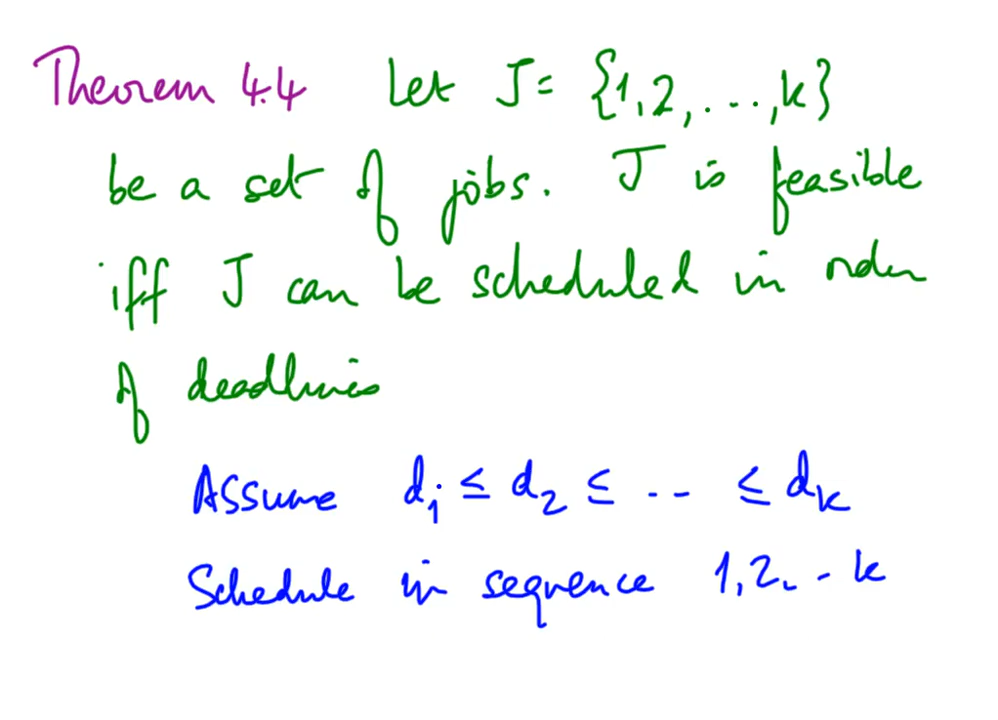 Theorem 4.4 Let J = {1,2,...,k}
be a set of jobs. J is feasible
iff J can be scheduled in order
of deadlines
Assume d₁ ≤ d₂ ≤ .. ≤ dₖ
Schedule in sequence 1,2.. k